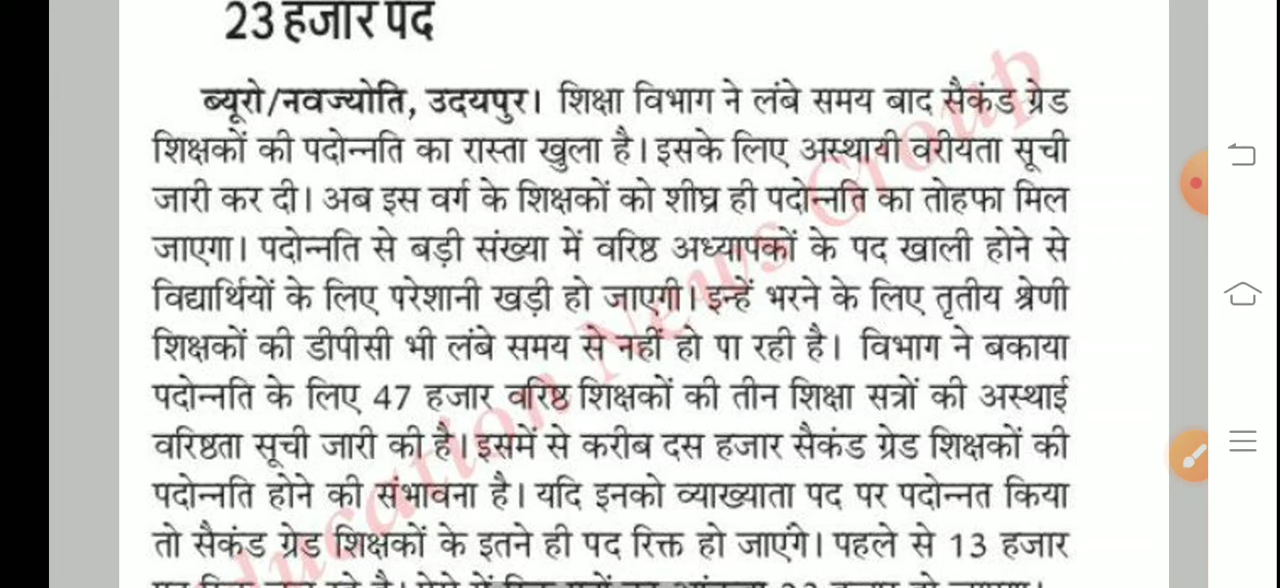 23 हजार पद
ब्यूरो/नवज्योति, उदयपुर। शिक्षा विभाग ने लंबे समय बाद सैकंड ग्रेड
शिक्षकों की पदोन्नति का रास्ता खुला है। इसके लिए अस्थायी वरीयता सूची
जारी कर दी। अब इस वर्ग के शिक्षकों को शीघ्र ही पदोन्नति का तोहफा मिल
जाएगा। पदोन्नति से बड़ी संख्या में वरिष्ठ अध्यापकों के पद खाली होने से
विद्यार्थियों के लिए परेशानी खड़ी हो जाएगी। इन्हें भरने के लिए तृतीय श्रेणी
शिक्षकों की डीपीसी भी लंबे समय से नहीं हो पा रही है। विभाग ने बकाया
पदोन्नति के लिए 47 हजार वरिष्ठ शिक्षकों की तीन शिक्षा सत्रों की अस्थाई
वरिष्ठता सूची जारी की है। इसमें से करीब दस हजार सैकंड ग्रेड शिक्षकों की
पदोन्नति होने की संभावना है। यदि इनको व्याख्याता पद पर पदोन्नत किया
तो सैकंड ग्रेड शिक्षकों के इतने ही पद रिक्त हो जाएंगे। पहले से 13 हजार
ducation News Group